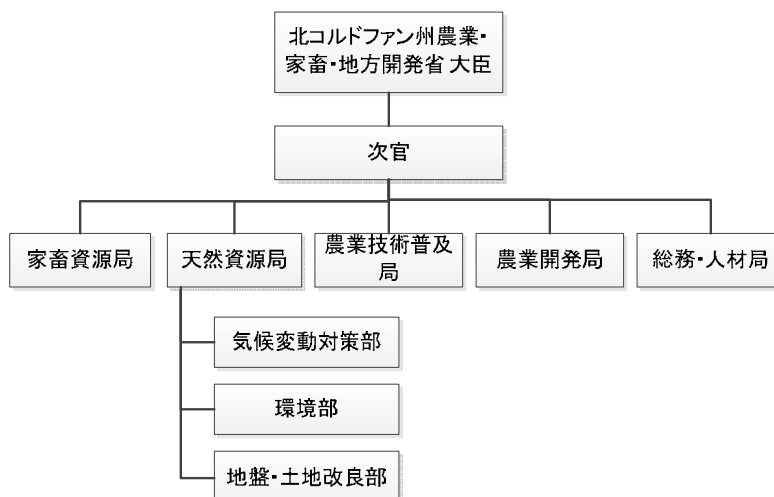 北コルドファン州農業・
家畜・地方開発省 大臣
次官
家畜資源局
天然資源局
農業技術普及
局
農業開発局
総務・人材局
気候変動対策部
環境部
地盤・土地改良部